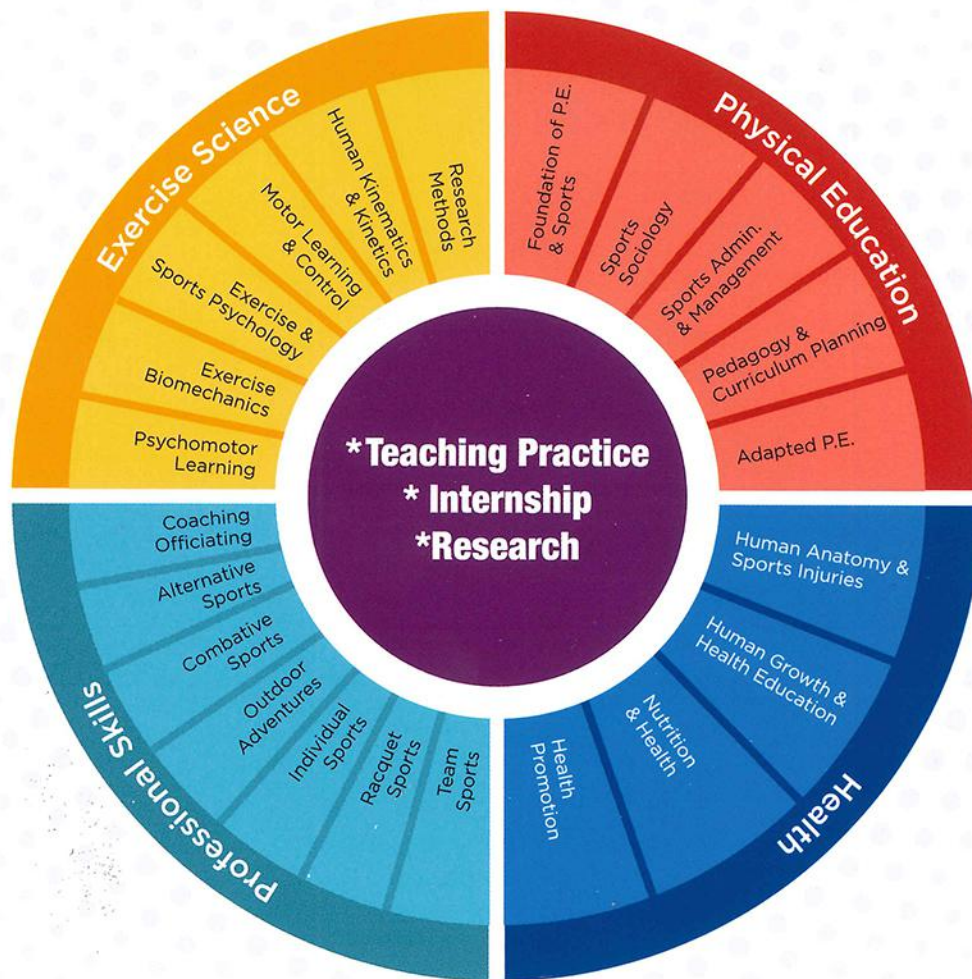 Exercise Science
Research
Methods
Human Kinematics
& Kinetics
Motor Learning
& Control
Exercise &
Sports Psychology
Exercise
Biomechanics
Psychomotor
Learning
Physical Education
Foundation of P.E.
& Sports
Sports
Sociology
Sports Admin.
& Management
Pedagogy &
Curriculum Planning
Adapted P.E.
*Teaching Practice
* Internship
*Research
Professional Skills
Coaching
Officiating
Alternative
Sports
Combative
Sports
Outdoor
Adventures
Individual
Sports
Racquet
Sports
Team
Sports
Health
Human Anatomy &
Sports Injuries
Human Growth &
Health Education
Nutrition
& Health
Health
Promotion